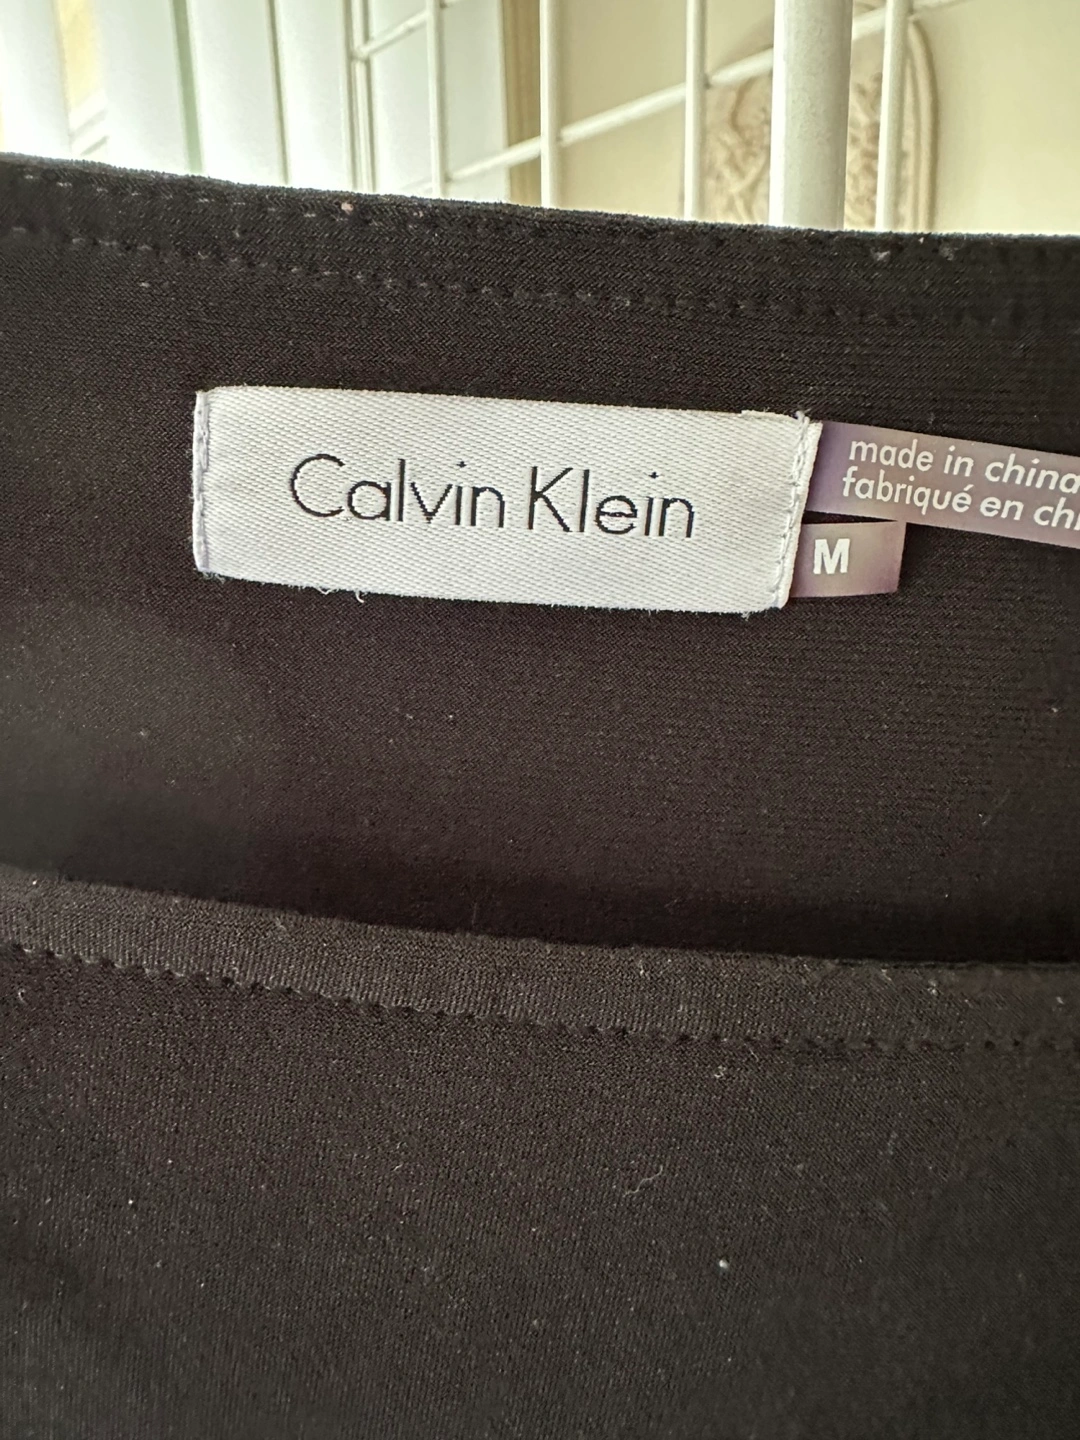 Calvin Klein
made in china
fabriqué en
M